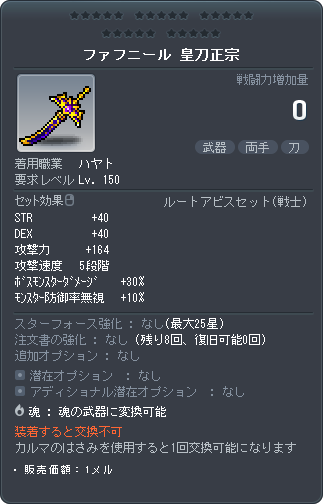 ファフニール 皇刀正宗
戦闘力増加量
0
武器 両手 刀
着用職業 ハヤト
要求レベル Lv. 150
セット効果 ルートアビスセット(戦士)
STR +40
DEX +40
攻撃力 +164
攻撃速度 5段階
ボスモンスターダメージ +30%
モンスター防御率無視 +10%
スターフォース強化 : なし(最大25星)
注文書の強化 : なし (残り8回、復旧可能0回)
追加オプション : なし
潜在オプション : なし
アディショナル潜在オプション : なし
魂 : 魂の武器に変換可能
装着すると交換不可
カルマのはさみを使用すると1回交換可能になります
・ 販売価額 : 1メル